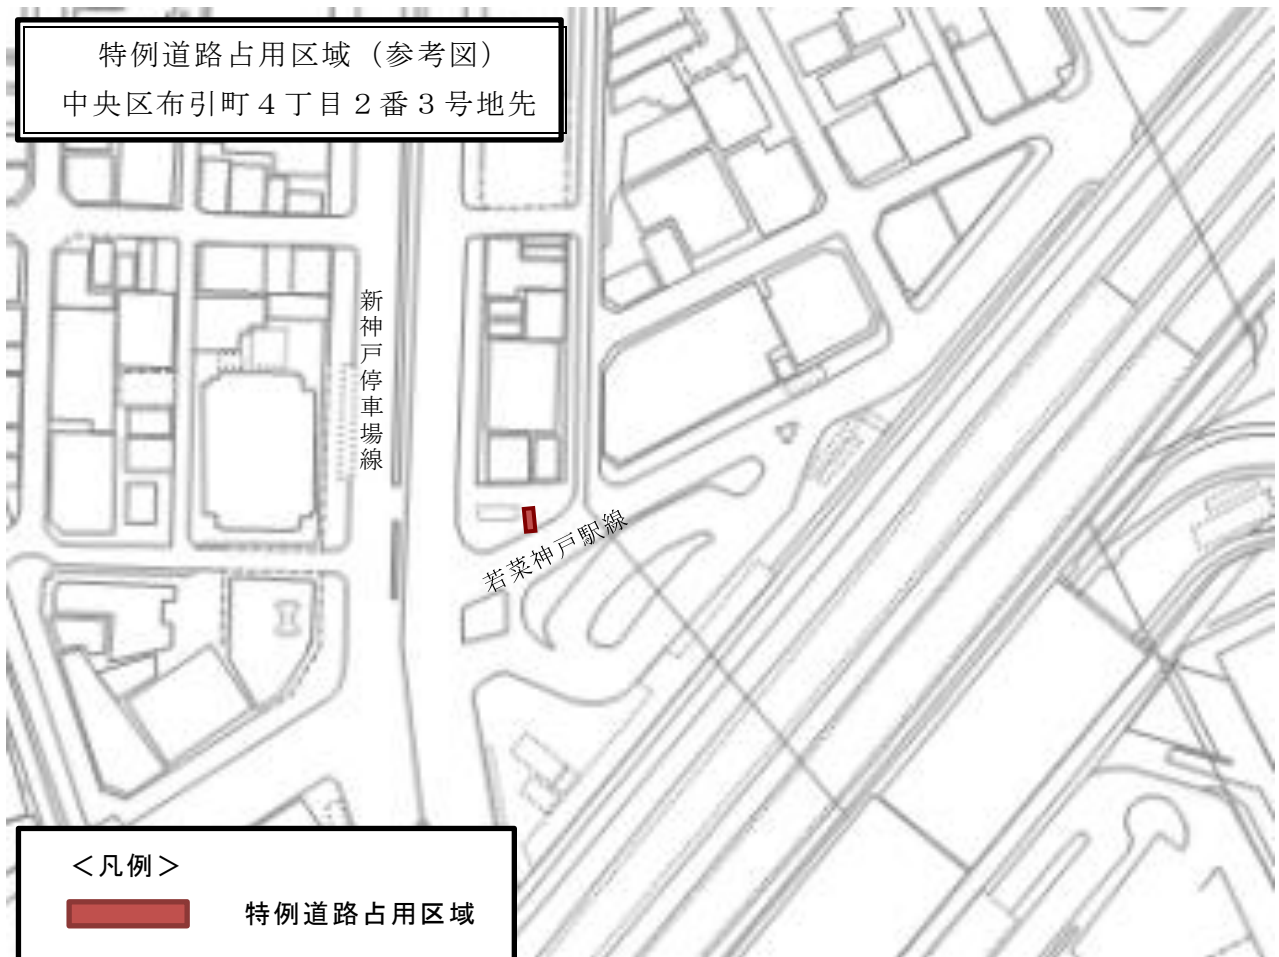 特例道路占用区域（参考図）
中央区布引町４丁目２番３号地先
新神戸停車場線
若菜神戸駅線
＜凡例＞
特例道路占用区域